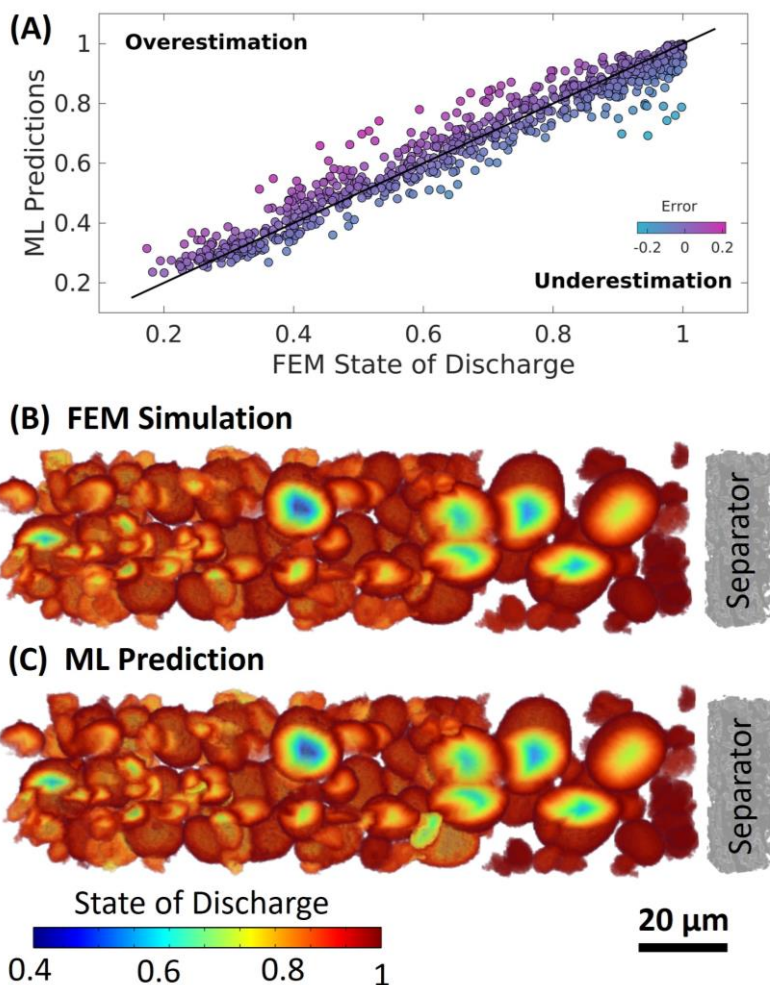 (A)
Overestimation
1
0.8
0.6
0.4
0.2
ML Predictions
Error
-0.2 0 0.2
Underestimation
0.2 0.4 0.6 0.8 1
FEM State of Discharge
(B) FEM Simulation
Separator
(C) ML Prediction
Separator
State of Discharge
0.4 0.6 0.8 1
20 μm